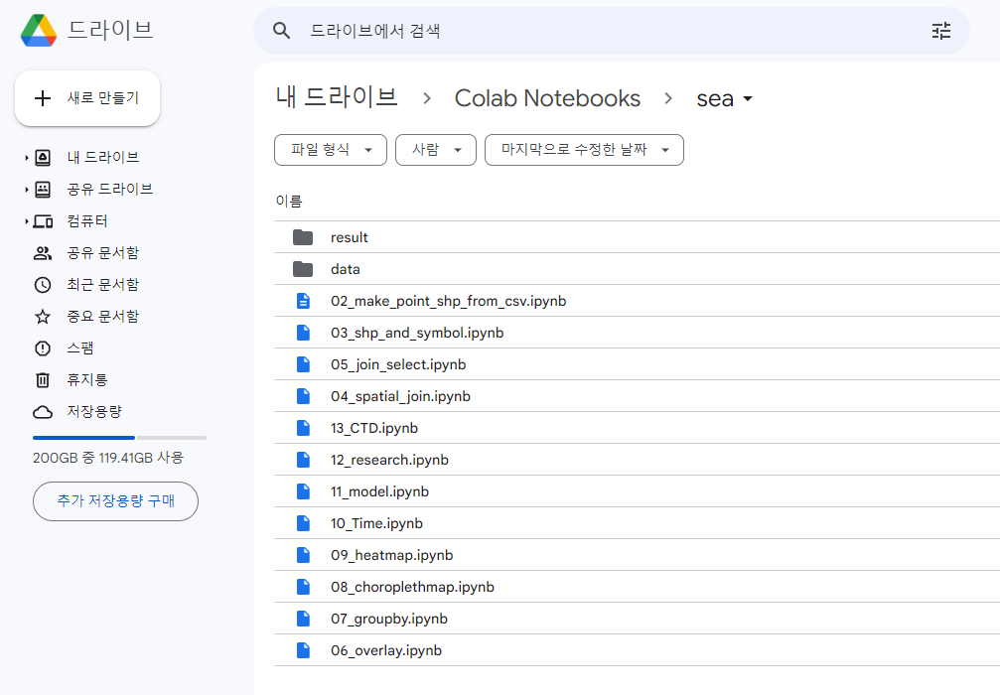 드라이브
드라이브에서 검색
새로 만들기
내 드라이브
공유 드라이브
컴퓨터
공유 문서함
최근 문서함
중요 문서함
스팸
휴지통
저장용량
200GB 중 119.41GB 사용
추가 저장용량 구매
내 드라이브 > Colab Notebooks > sea
파일 형식 사람 마지막으로 수정한 날짜
이름
result
data
02_make_point_shp_from_csv.ipynb
03_shp_and_symbol.ipynb
05_join_select.ipynb
04_spatial_join.ipynb
13_CTD.ipynb
12_research.ipynb
11_model.ipynb
10_Time.ipynb
09_heatmap.ipynb
08_choroplethmap.ipynb
07_groupby.ipynb
06_overlay.ipynb